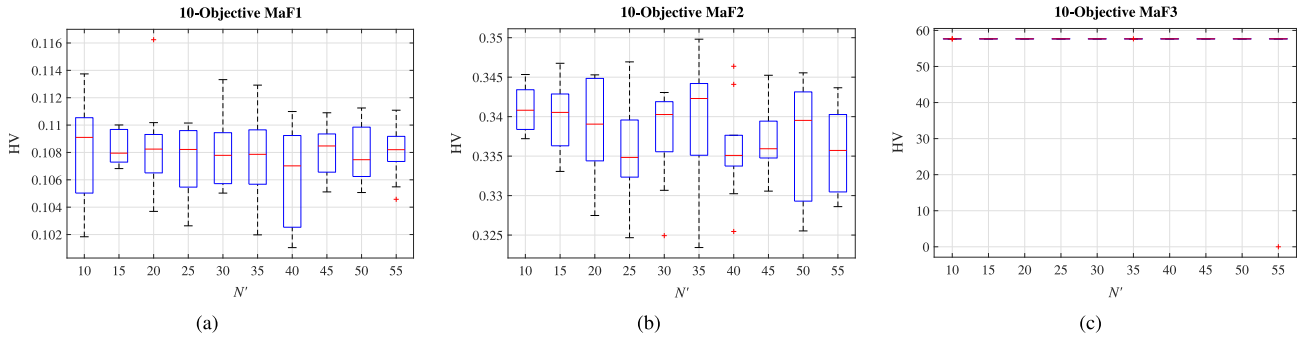 10-Objective MaF1
0.116
0.114
0.112
0.11
0.108
0.106
0.104
0.102
HV
10 15 20 25 30 35 40 45 50 55
N'
(a)
10-Objective MaF2
0.35
0.345
0.34
0.335
0.33
0.325
HV
10 15 20 25 30 35 40 45 50 55
N'
(b)
10-Objective MaF3
60
50
40
30
20
10
0
HV
10 15 20 25 30 35 40 45 50 55
N'
(c)